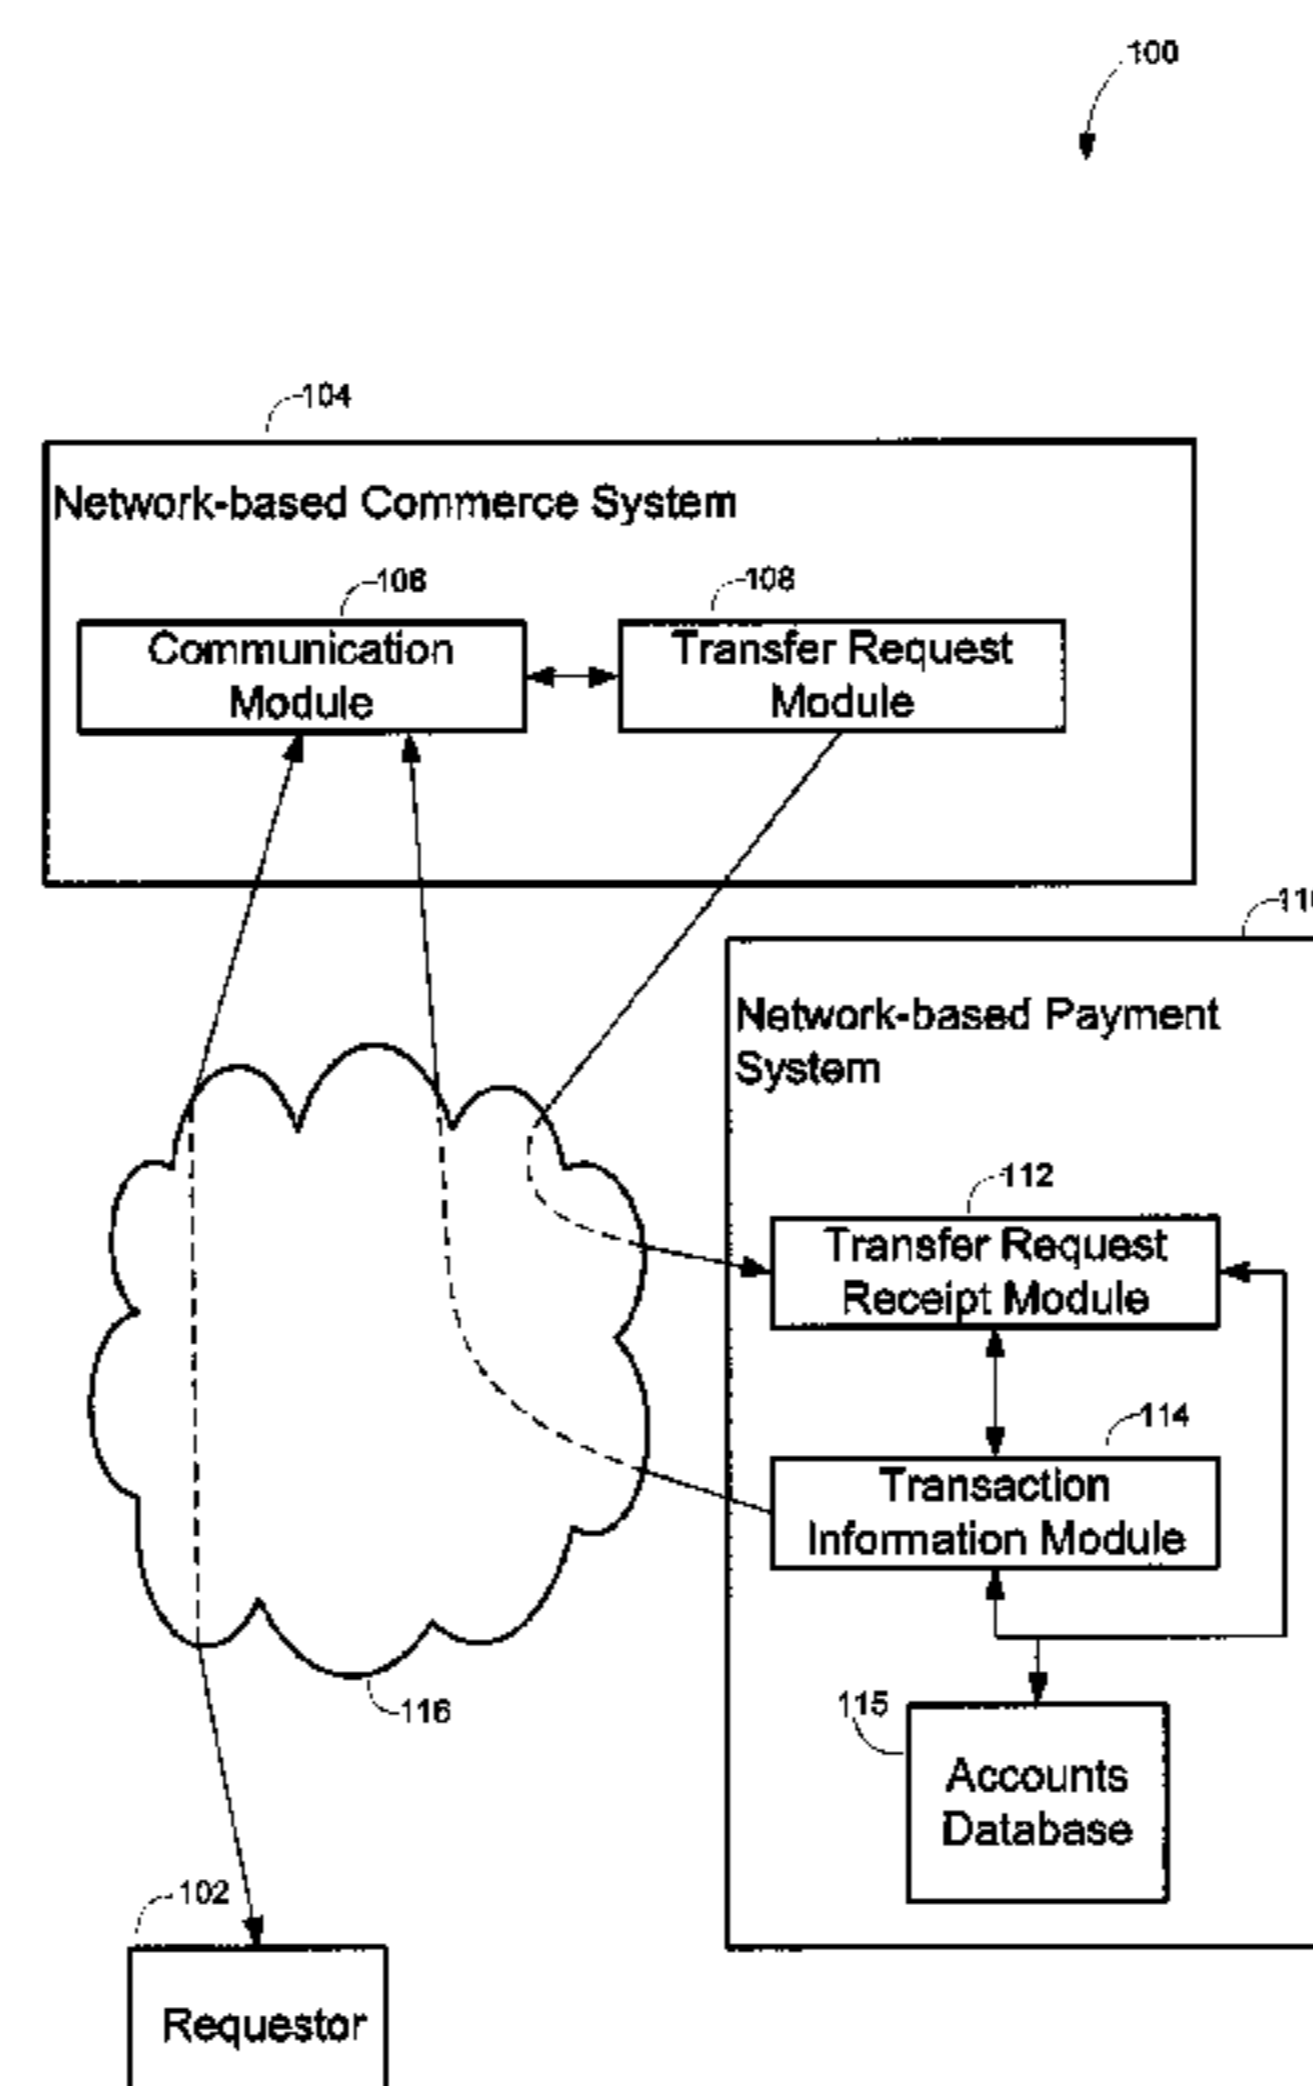 100
104
Network-based Commerce System
106
108
Communication
Module
Transfer Request
Module
Network-based Payment
System
112
Transfer Request
Receipt Module
114
Transaction
Information Module
116
115
Accounts
Database
102
Requestor